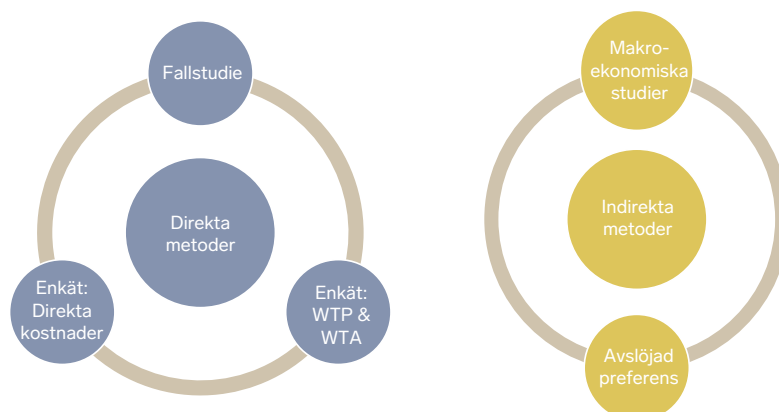 Fallstudie
Direkta
metoder
Enkät:
Direkta
kostnader
Enkät:
WTP &
WTA
Makro-
ekonomiska
studier
Indirekta
metoder
Avslöjad
preferens